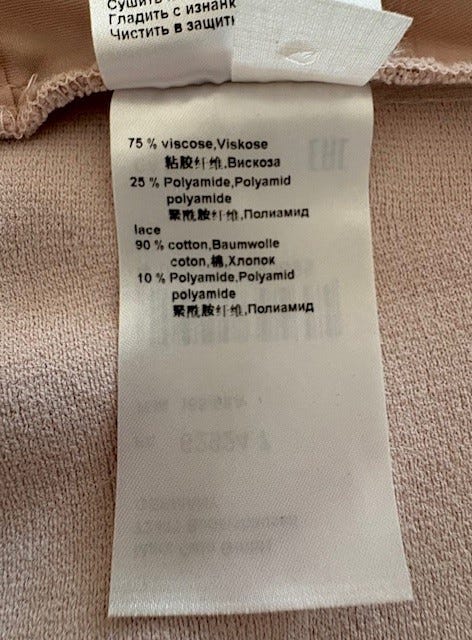 Сушить
Гладить с изнанк
Чистить в защит
75 % viscose,Viskose
粘胶纤维,Вискоза
25 % Polyamide,Polyamid
polyamide
聚酰胺纤维,Полиамид
lace
90 % cotton,Baumwolle
coton,棉,Хлопок
10 % Polyamide,Polyamid
polyamide
聚酰胺纤维,Полиамид